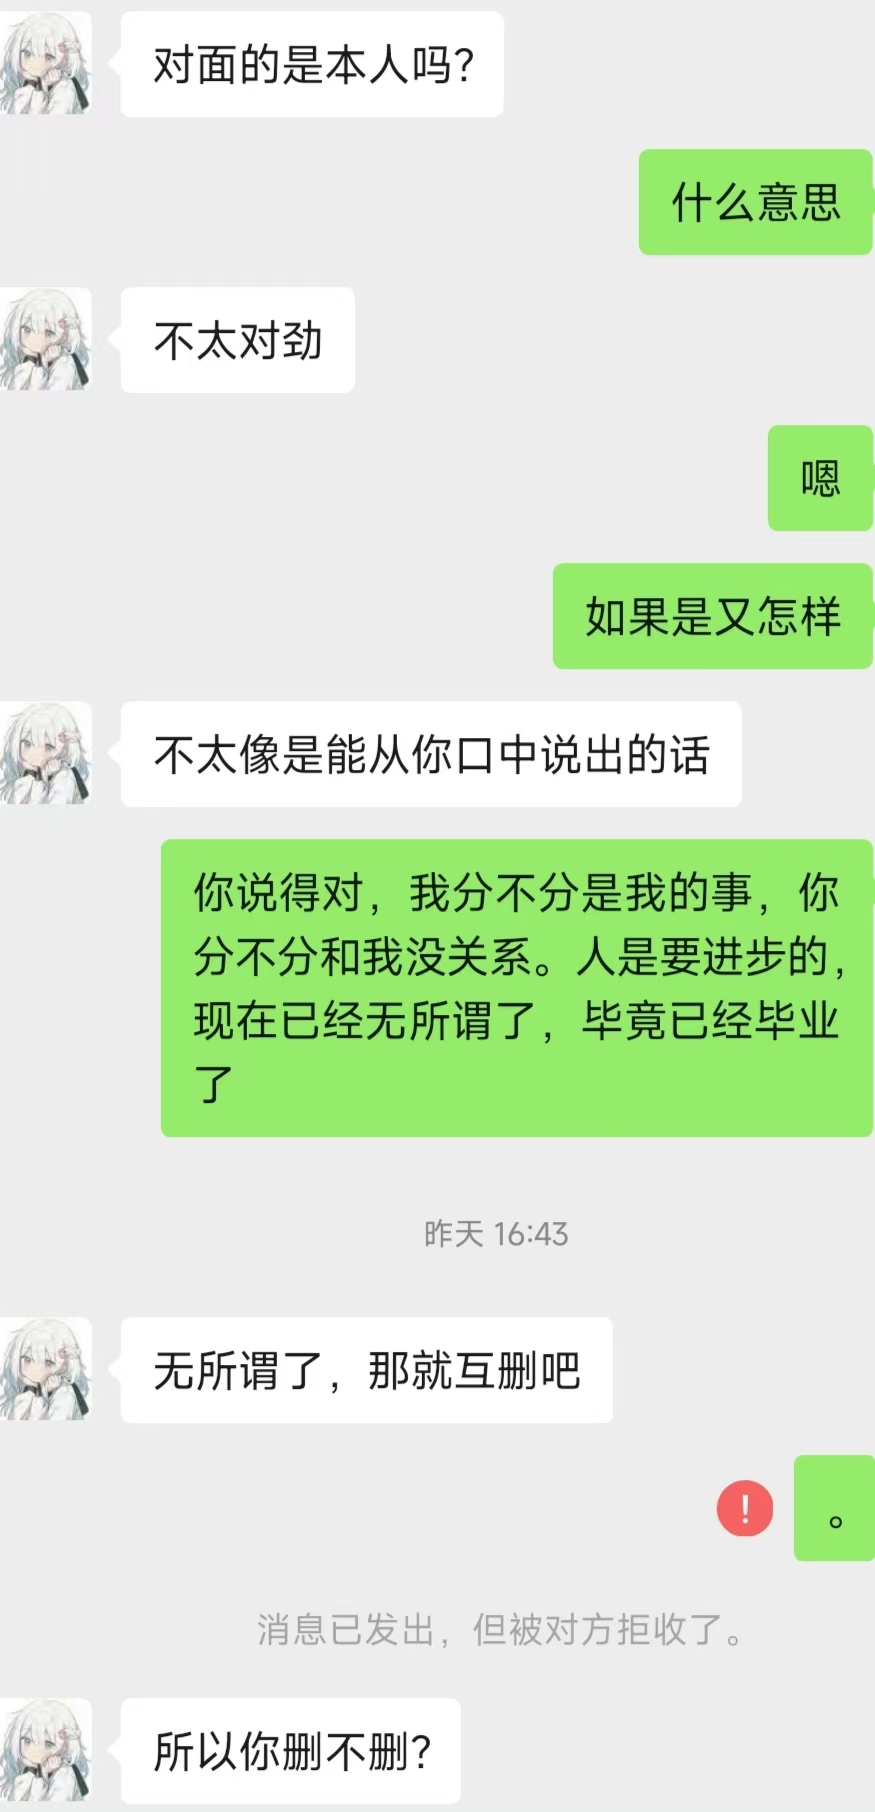 对面的是本人吗?
什么意思
不太对劲
嗯
如果是又怎样
不太像是能从你口中说出的话
你说得对，我分不分是我的事，你
分不分和我没关系。人是要进步的，
现在已经无所谓了，毕竟已经毕业
了
昨天 16:43
无所谓了，那就互删吧
。
消息已发出，但被对方拒收了。
所以你删不删?